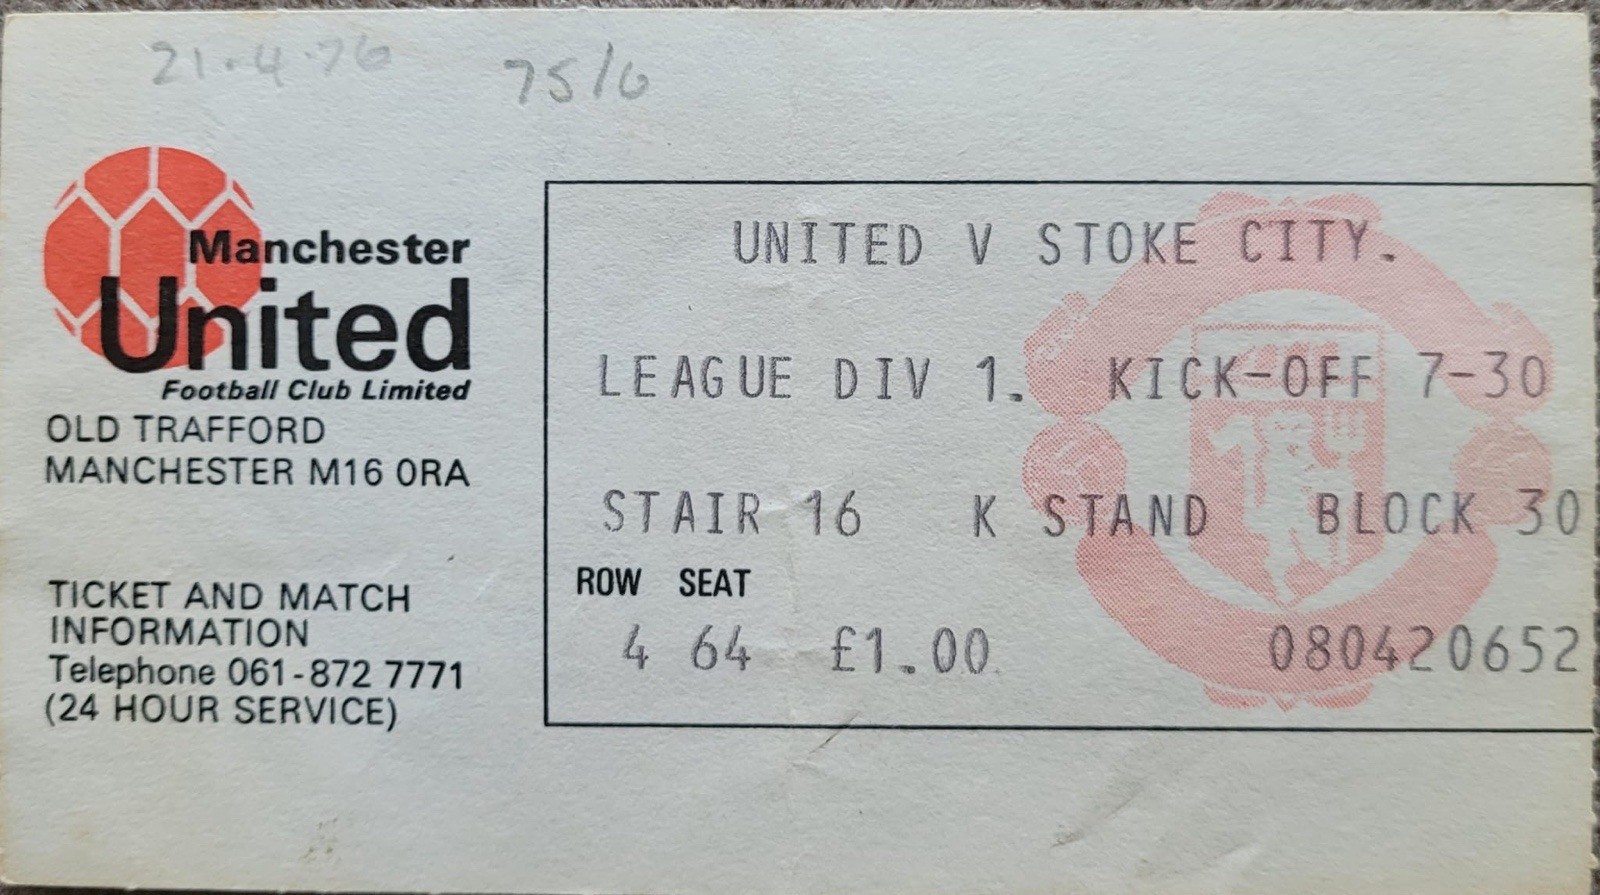 21.4.76 75/6
Manchester
United
Football Club Limited
OLD TRAFFORD
MANCHESTER M16 0RA
TICKET AND MATCH
INFORMATION
Telephone 061-872 7771
(24 HOUR SERVICE)
UNITED V STOKE CITY.
LEAGUE DIV 1. KICK-OFF 7-30
STAIR 16 K STAND BLOCK 30
ROW SEAT
4 64 £1.00 080420652